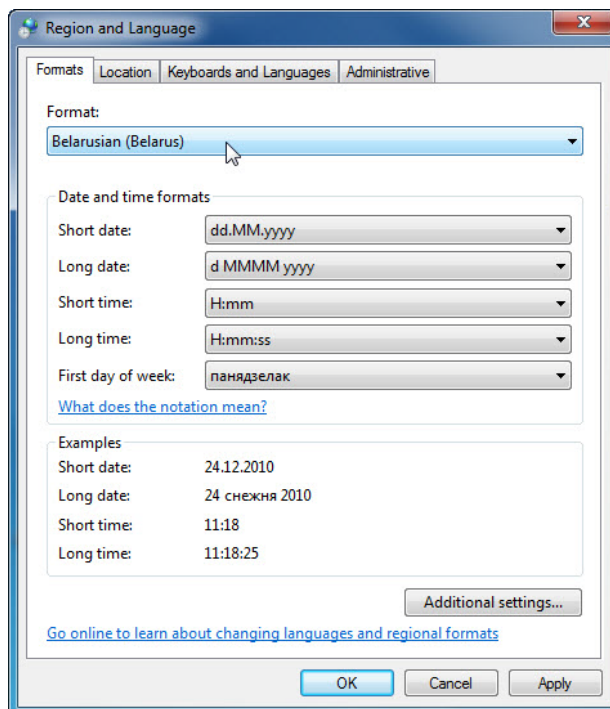 Region and Language
Formats Location Keyboards and Languages Administrative
Format:
Belarusian (Belarus)
Date and time formats
Short date: dd.MM.yyyy
Long date: d MMMM yyyy
Short time: H:mm
Long time: H:mm:ss
First day of week: панядзелак
What does the notation mean?
Examples
Short date: 24.12.2010
Long date: 24 снежня 2010
Short time: 11:18
Long time: 11:18:25
Additional settings...
Go online to learn about changing languages and regional formats
OK Cancel Apply